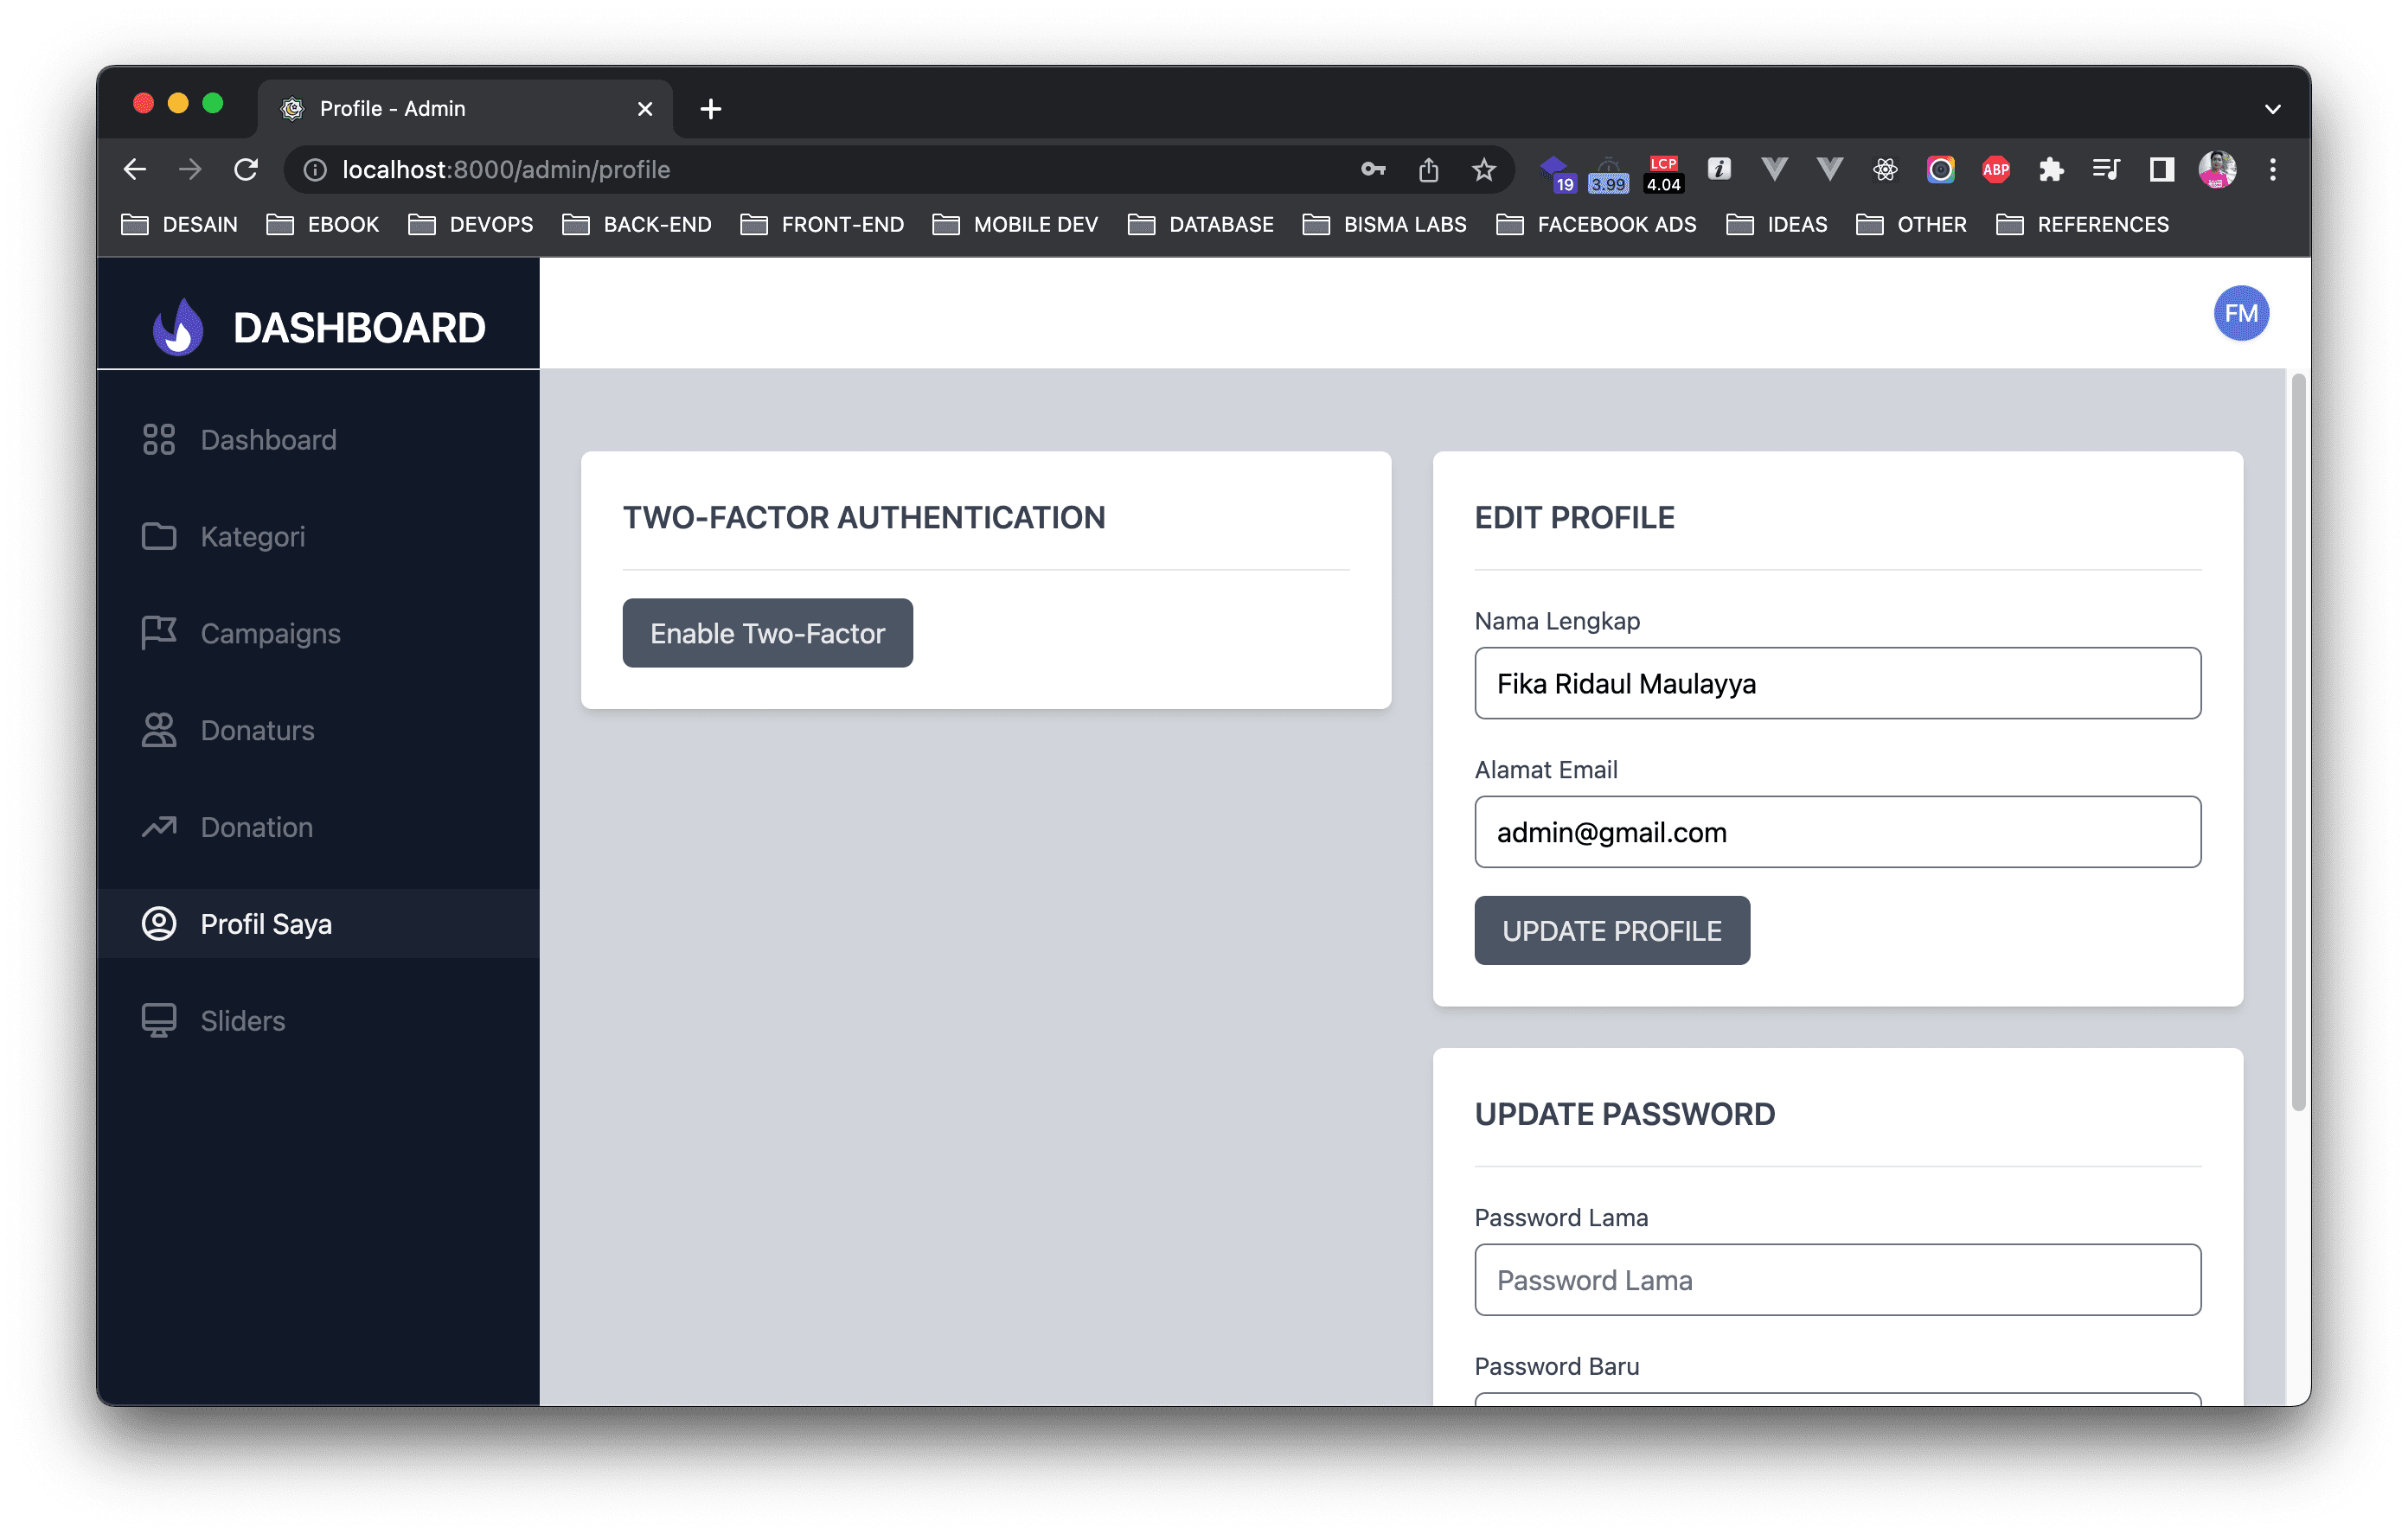 Profile - Admin
localhost:8000/admin/profile
19
3.99
LCP
4.04
ABP
DESAIN
EBOOK
DEVOPS
BACK-END
FRONT-END
MOBILE DEV
DATABASE
BISMA LABS
FACEBOOK ADS
IDEAS
OTHER
REFERENCES
DASHBOARD
FM
Dashboard
Kategori
Campaigns
Donaturs
Donation
Profil Saya
Sliders
TWO-FACTOR AUTHENTICATION
Enable Two-Factor
EDIT PROFILE
Nama Lengkap
Fika Ridaul Maulayya
Alamat Email
admin@gmail.com
UPDATE PROFILE
UPDATE PASSWORD
Password Lama
Password Lama
Password Baru